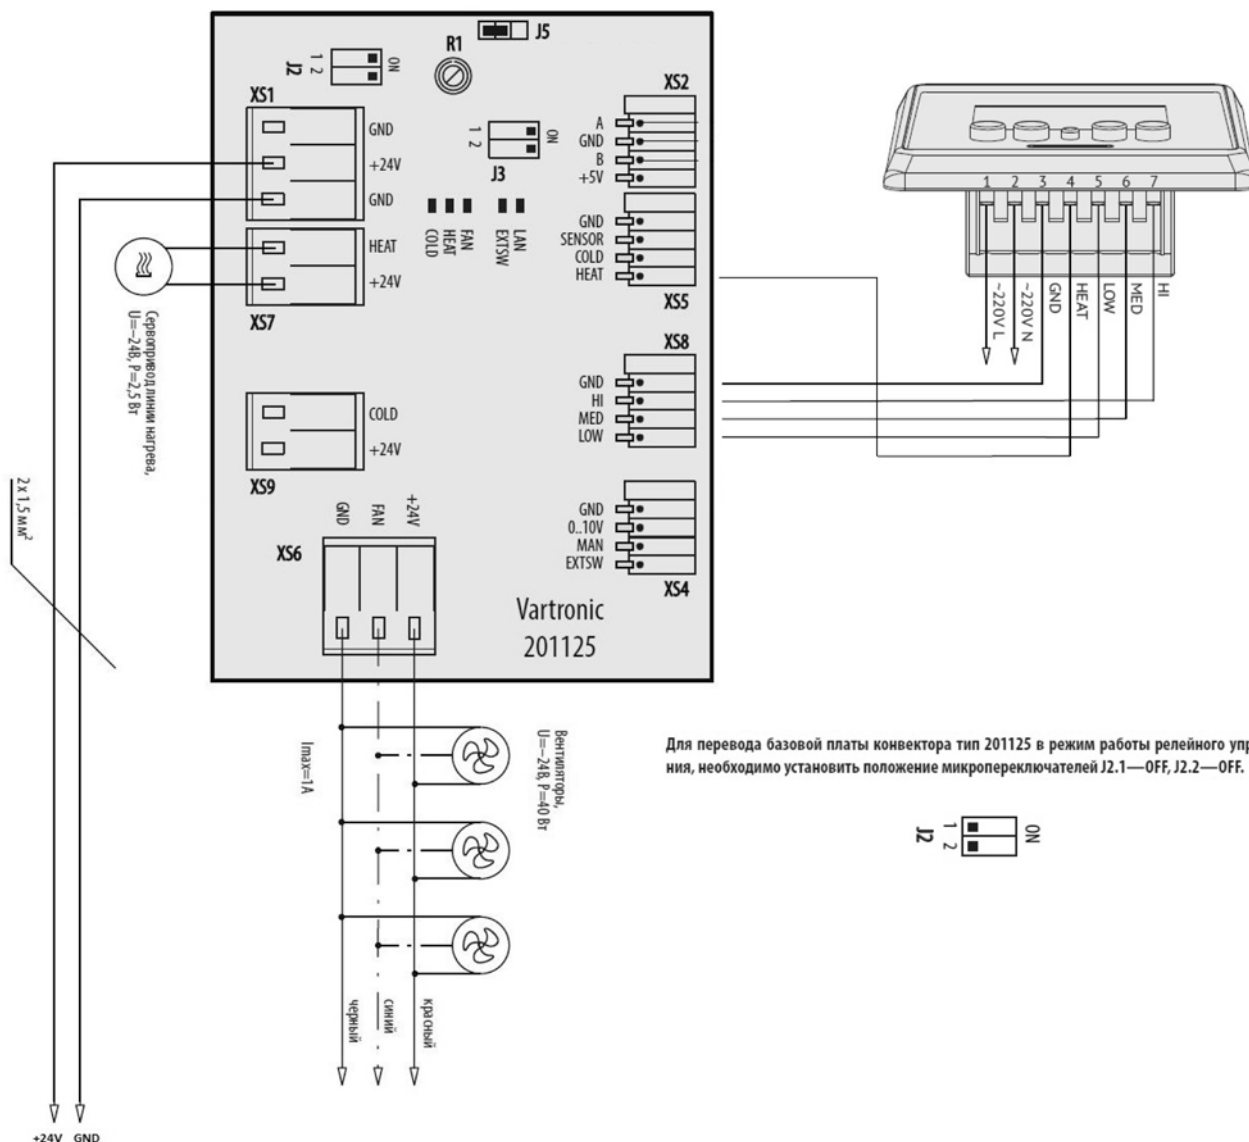 J5
R1
J2
1
2
ON
XS1
GND
+24V
GND
HEAT
+24V
XS7
Сервопривод линии нагрева,
U=~24В, P=2,5 Вт
J3
1
2
ON
COLD
HEAT
FAN
EXTSW
LAN
XS2
A
GND
B
+5V
GND
SENSOR
COLD
HEAT
XS5
XS8
GND
HI
MED
LOW
GND
0..10V
MAN
EXTSW
XS4
COLD
+24V
XS9
XS6
GND
FAN
+24V
Vartronic
201125
1 2 3 4 5 6 7
~220V L
~220V N
GND
HEAT
LOW
MED
HI
2 x 1,5 мм²
Imax=1A
Вентиляторы,
U=~24В, P=40 Вт
черный
синий
красный
+24V GND
Для перевода базовой платы конвектора тип 201125 в режим работы релейного упр
ния, необходимо установить положение микропереключателей J2.1—OFF, J2.2—OFF.
J2
1
2
ON